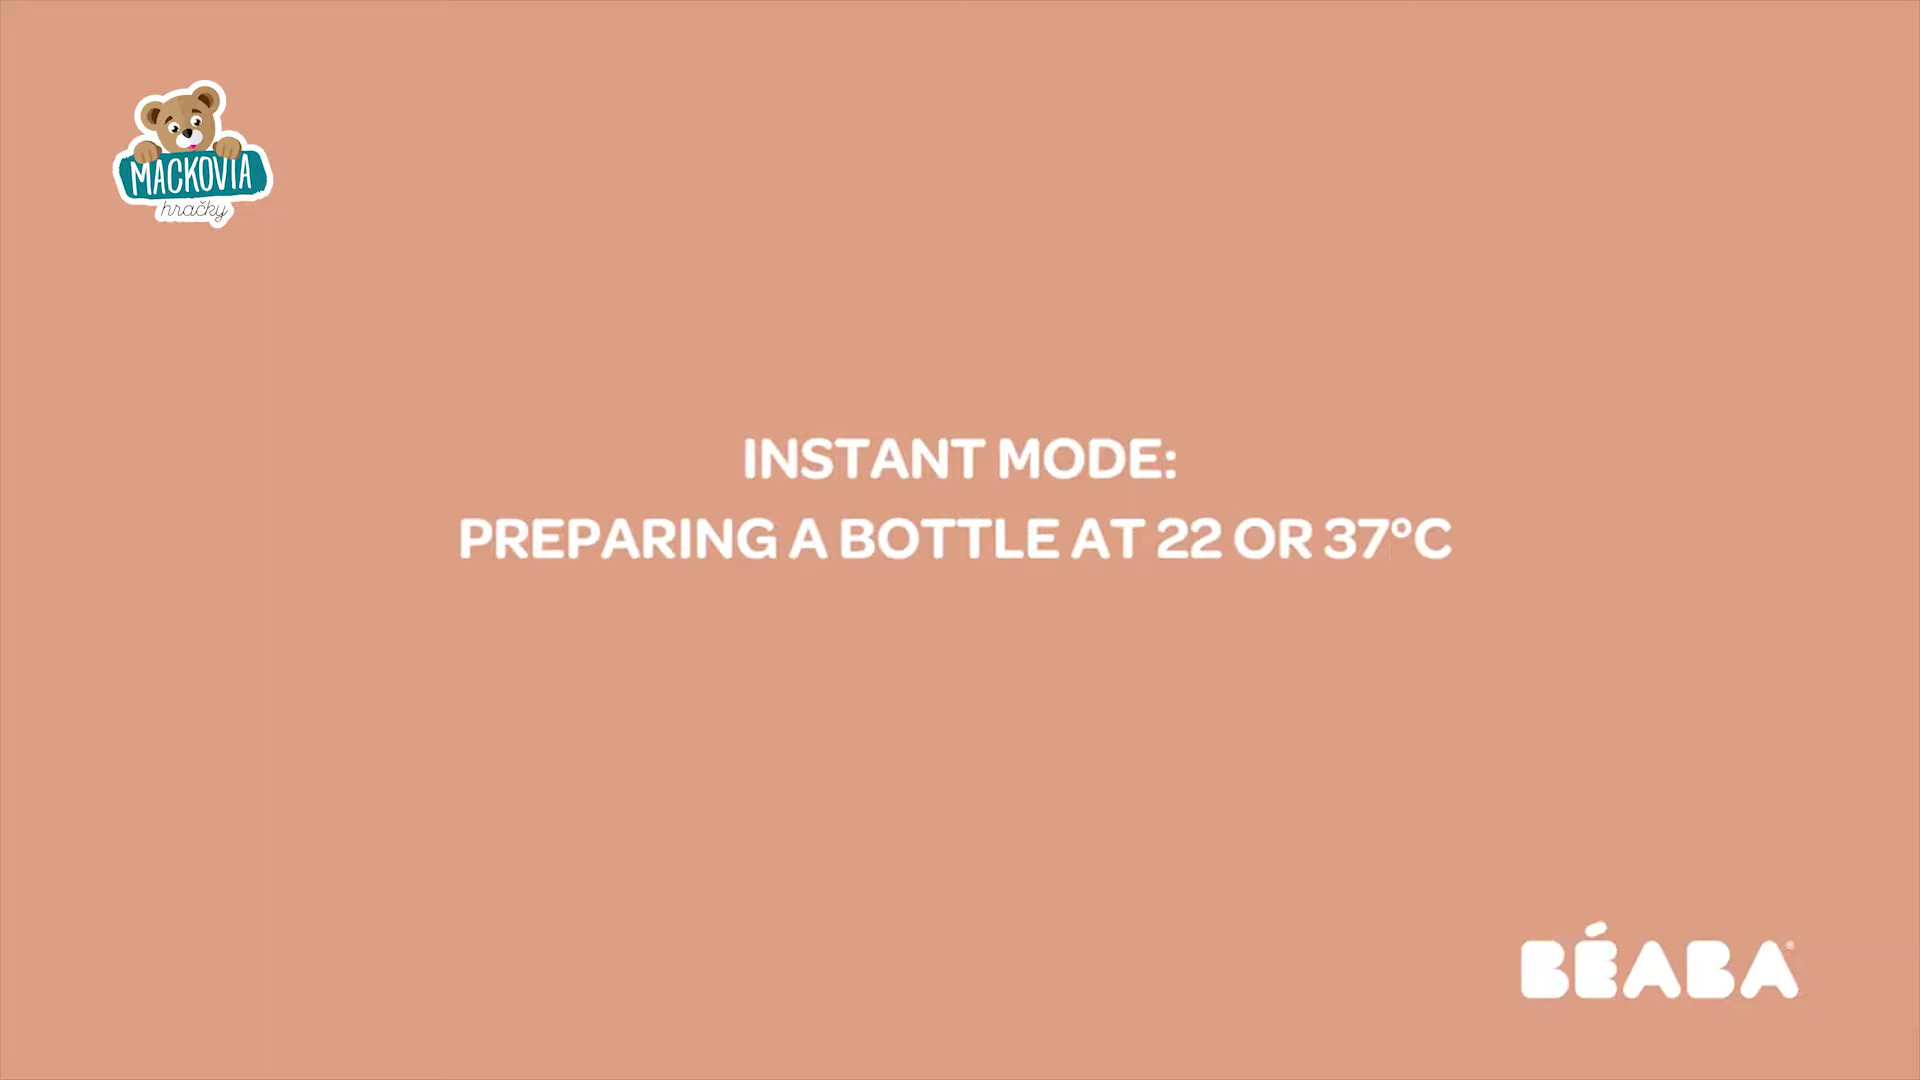 MACKOVIA
hračky
INSTANT MODE:
PREPARING A BOTTLE AT 22 OR 37°C
BÉABA®